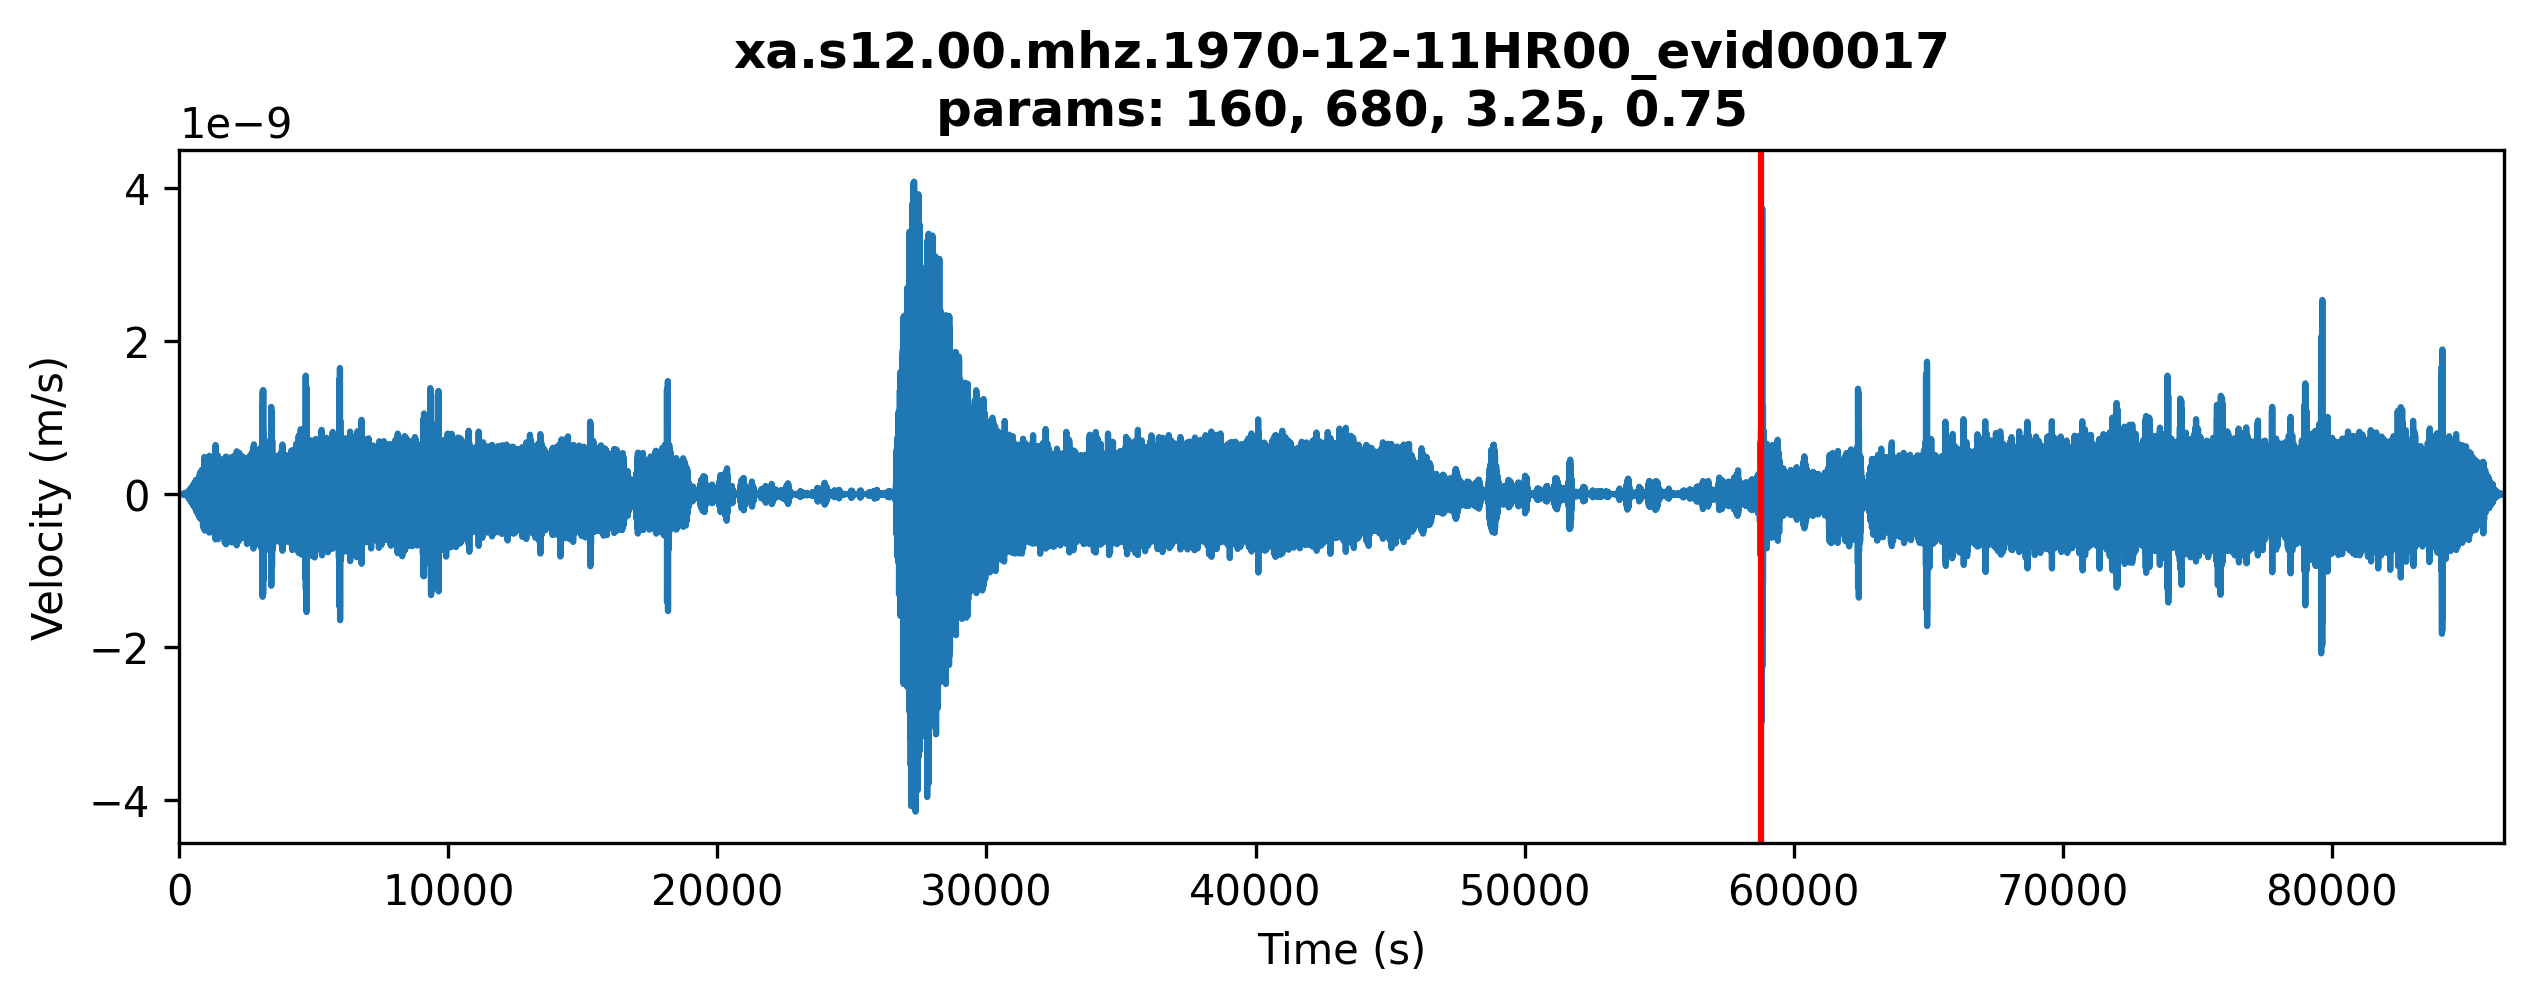 xa.s12.00.mhz.1970-12-11HR00_evid00017
params: 160, 680, 3.25, 0.75
1e−9
4
2
0
−2
−4
Velocity (m/s)
0 10000 20000 30000 40000 50000 60000 70000 80000
Time (s)